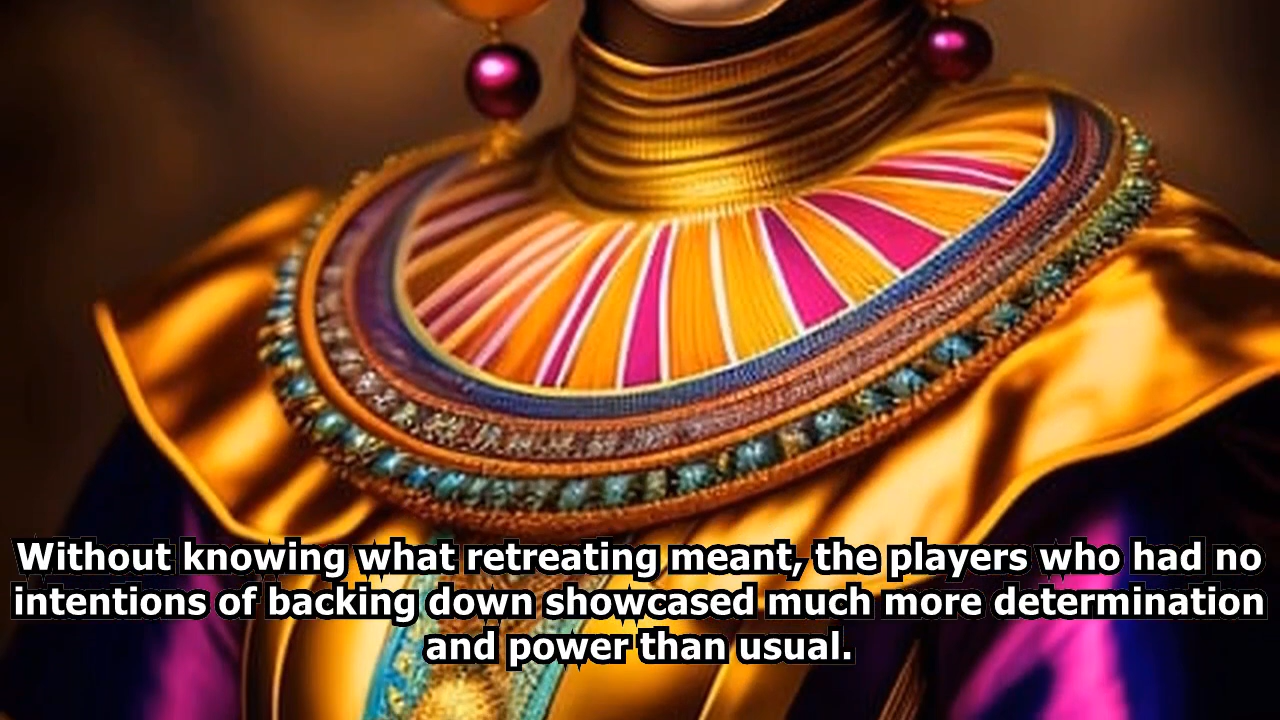 Without knowing what retreating meant, the players who had no
intentions of backing down showcased much more determination
and power than usual.